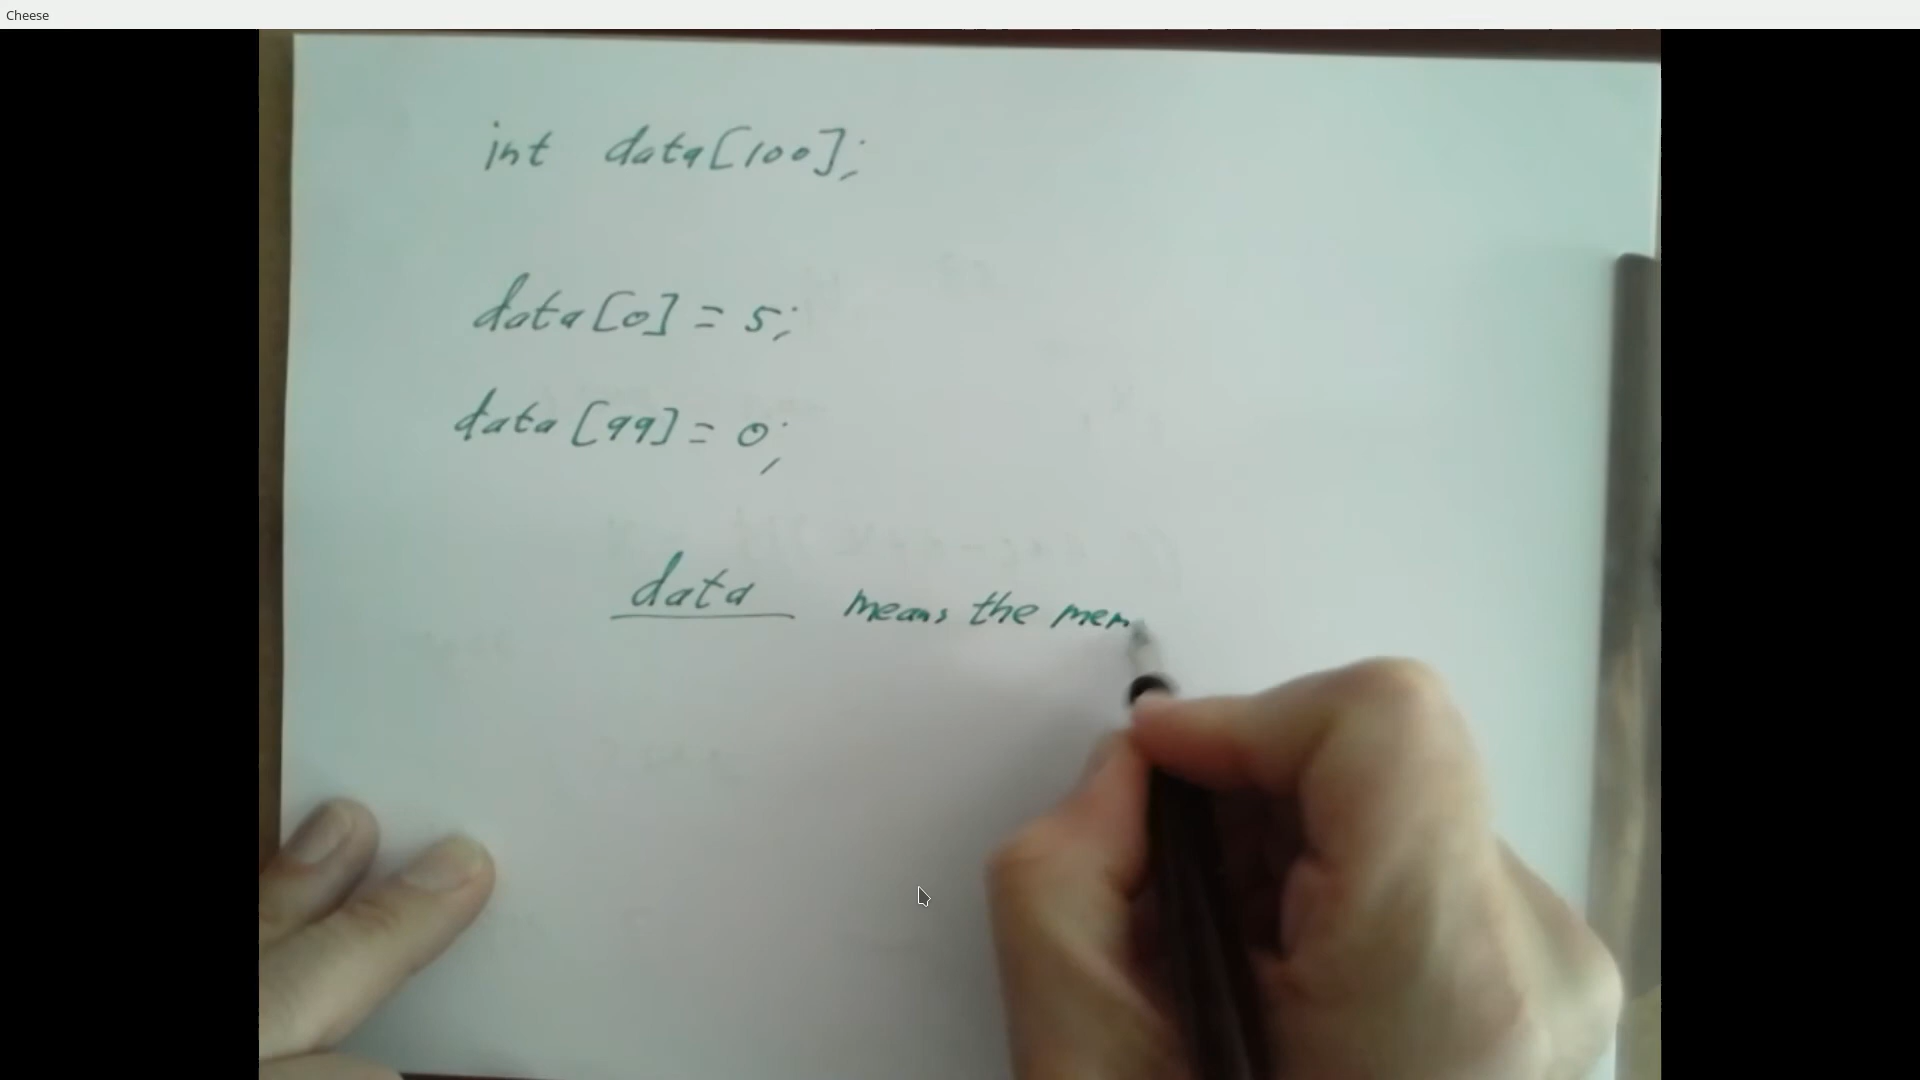 Cheese
int data[100];
data[0] = 5;
data[99] = 0;
data means the mem